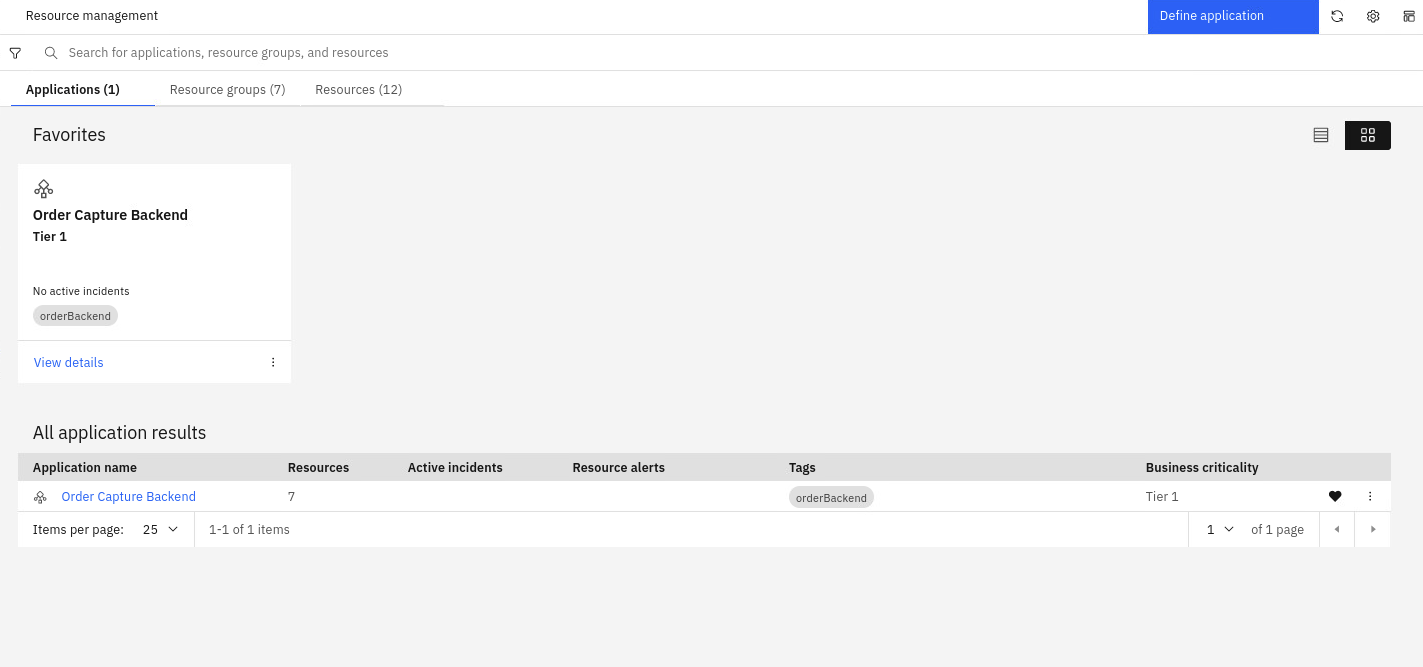 Resource management
Define application
Search for applications, resource groups, and resources
Applications (1) Resource groups (7) Resources (12)
Favorites
Order Capture Backend
Tier 1
No active incidents
orderBackend
View details
All application results
Application name Resources Active incidents Resource alerts Tags Business criticality
Order Capture Backend 7 orderBackend Tier 1
Items per page: 25 1-1 of 1 items 1 of 1 page